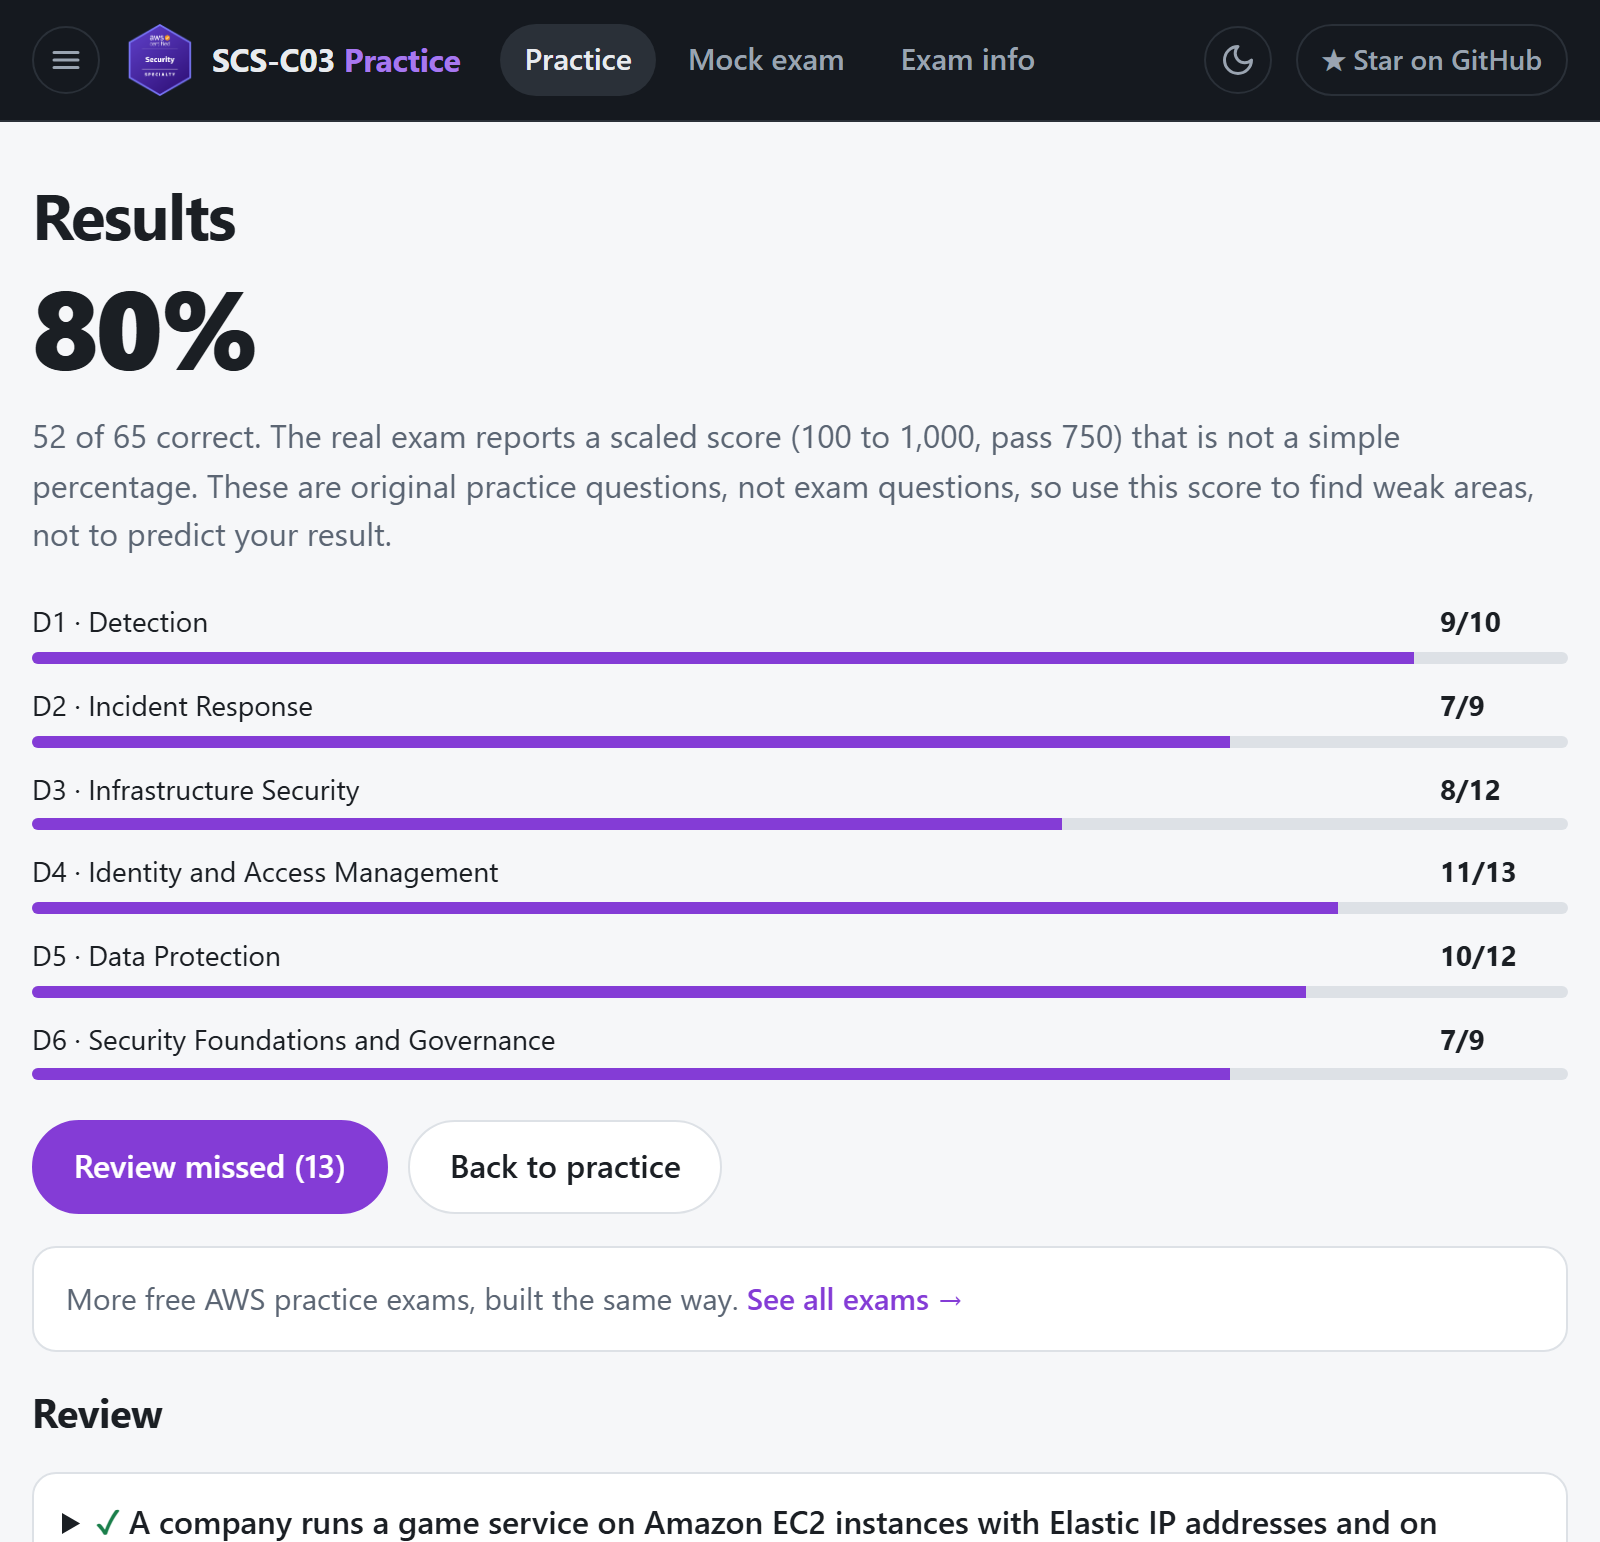 aws
Security
SPECIALTY
SCS-C03 Practice
Practice
Mock exam
Exam info
★ Star on GitHub
Results
80%
52 of 65 correct. The real exam reports a scaled score (100 to 1,000, pass 750) that is not a simple
percentage. These are original practice questions, not exam questions, so use this score to find weak areas,
not to predict your result.
D1 · Detection 9/10
D2 · Incident Response 7/9
D3 · Infrastructure Security 8/12
D4 · Identity and Access Management 11/13
D5 · Data Protection 10/12
D6 · Security Foundations and Governance 7/9
Review missed (13)
Back to practice
More free AWS practice exams, built the same way. See all exams →
Review
▶ ✓ A company runs a game service on Amazon EC2 instances with Elastic IP addresses and on